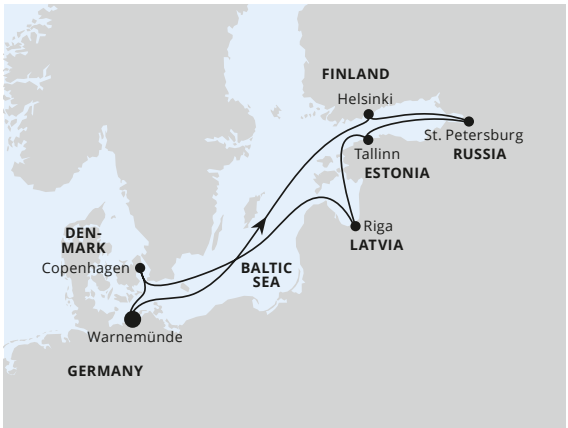 FINLAND
Helsinki
St. Petersburg
RUSSIA
Tallinn
ESTONIA
Riga
LATVIA
DEN-
MARK
Copenhagen
BALTIC
SEA
Warnemünde
GERMANY